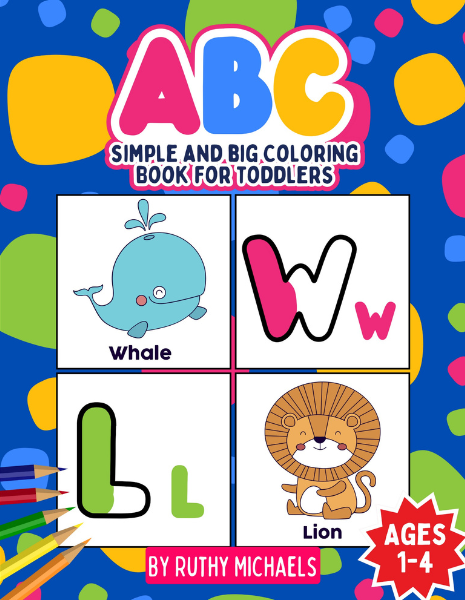 ABC
SIMPLE AND BIG COLORING
BOOK FOR TODDLERS
Whale
W w
L L
Lion
BY RUTHY MICHAELS
AGES
1-4